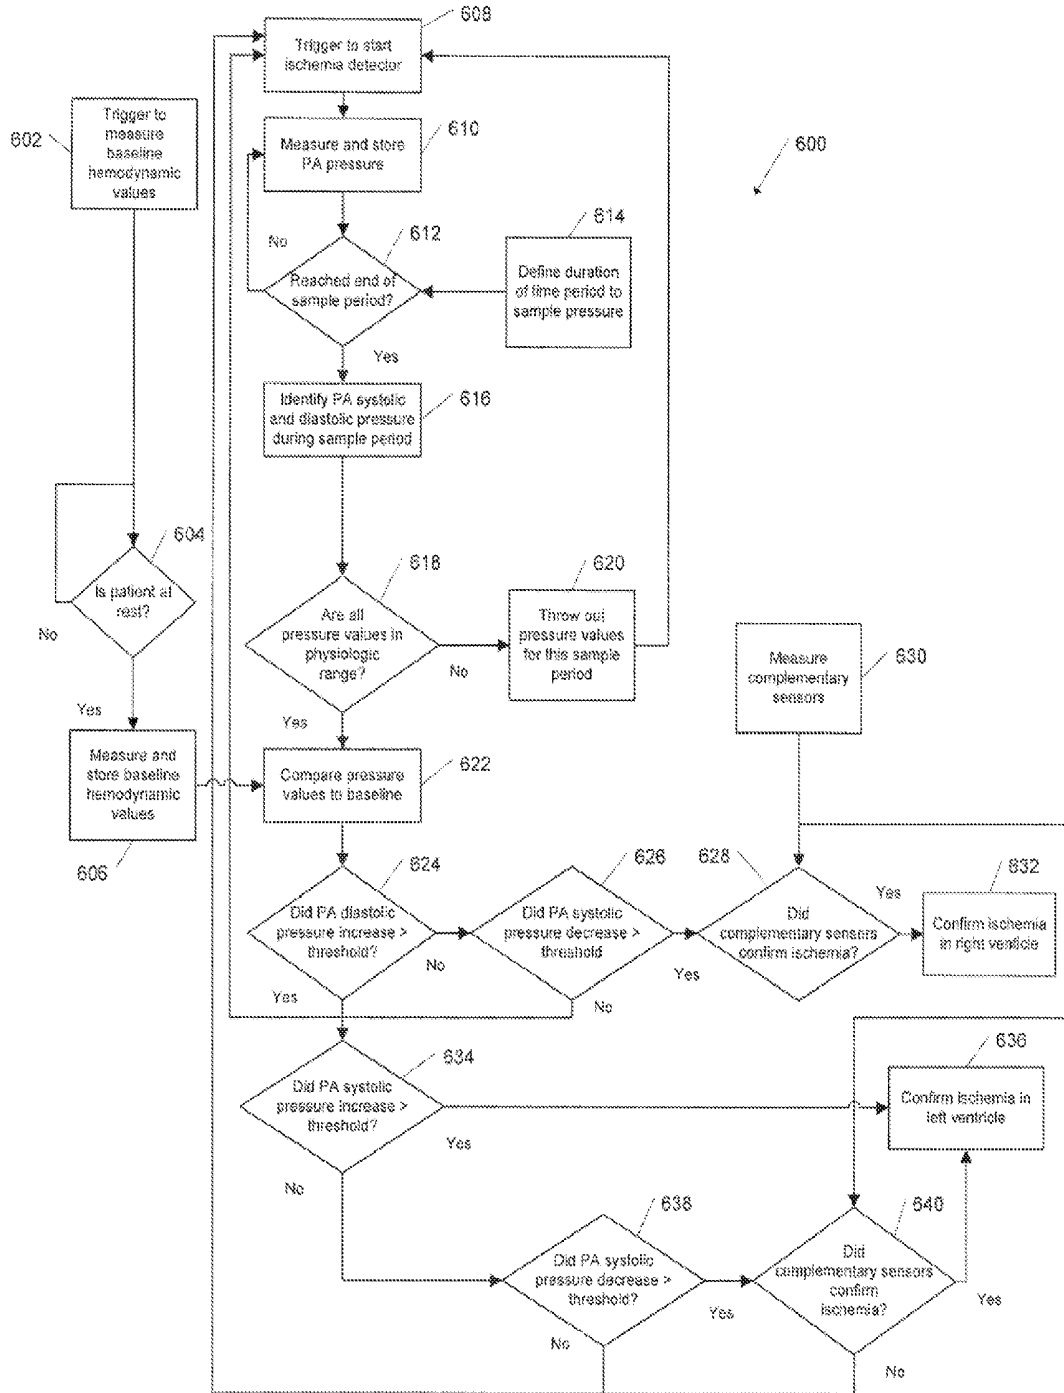 608
Trigger to start
ischemia detector
602
Trigger to
measure
baseline
hemodynamic
values
610
Measure and store
PA pressure
600
No
612
Reached end of
sample period?
614
Define duration
of time period to
sample pressure
Yes
Identify PA systolic
and diastolic pressure
during sample period
616
604
Is patient at
rest?
No
Yes
618
Are all
pressure values in
physiologic
range?
No
Yes
620
Throw out
pressure values
for this sample
period
Measure
complementary
sensors
630
Measure and
store baseline
hemodynamic
values
606
Compare pressure
values to baseline
622
624
Did PA diastolic
pressure increase >
threshold?
No
Yes
626
Did PA systolic
pressure decrease >
threshold
Yes
No
628
Did
complementary sensors
confirm ischemia?
Yes
632
Confirm ischemia
in right venticle
634
Did PA systolic
pressure increase >
threshold?
Yes
No
636
Confirm ischemia in
left ventricle
638
Did PA systolic
pressure decrease >
threshold?
Yes
No
640
Did
complementary sensors
confirm
ischemia?
Yes
No